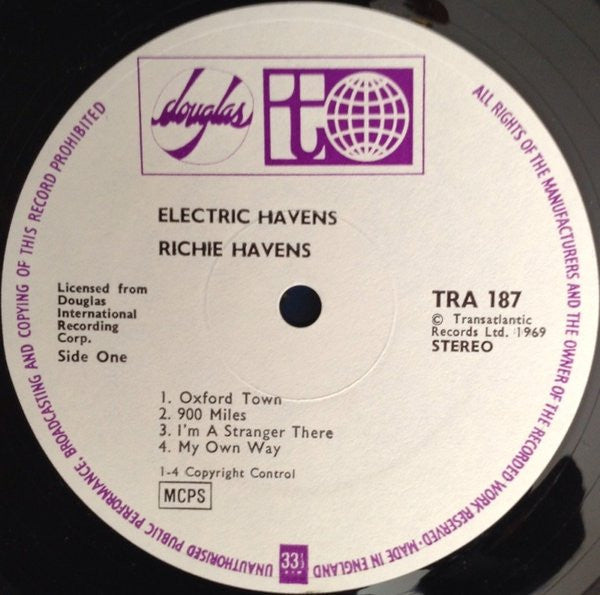 douglas
it
ELECTRIC HAVENS
RICHIE HAVENS
Licensed from
Douglas
International
Recording
Corp.
Side One
TRA 187
© Transatlantic
Records Ltd. 1969
STEREO
1. Oxford Town
2. 900 Miles
3. I'm A Stranger There
4. My Own Way
1-4 Copyright Control
MCPS
ALL RIGHTS OF THE MANUFACTURERS AND THE OWNER OF THE RECORDED WORK RESERVED · MADE IN ENGLAND
33⅓
UNAUTHORISED PUBLIC PERFORMANCE, BROADCASTING AND COPYING OF THIS RECORD PROHIBITED